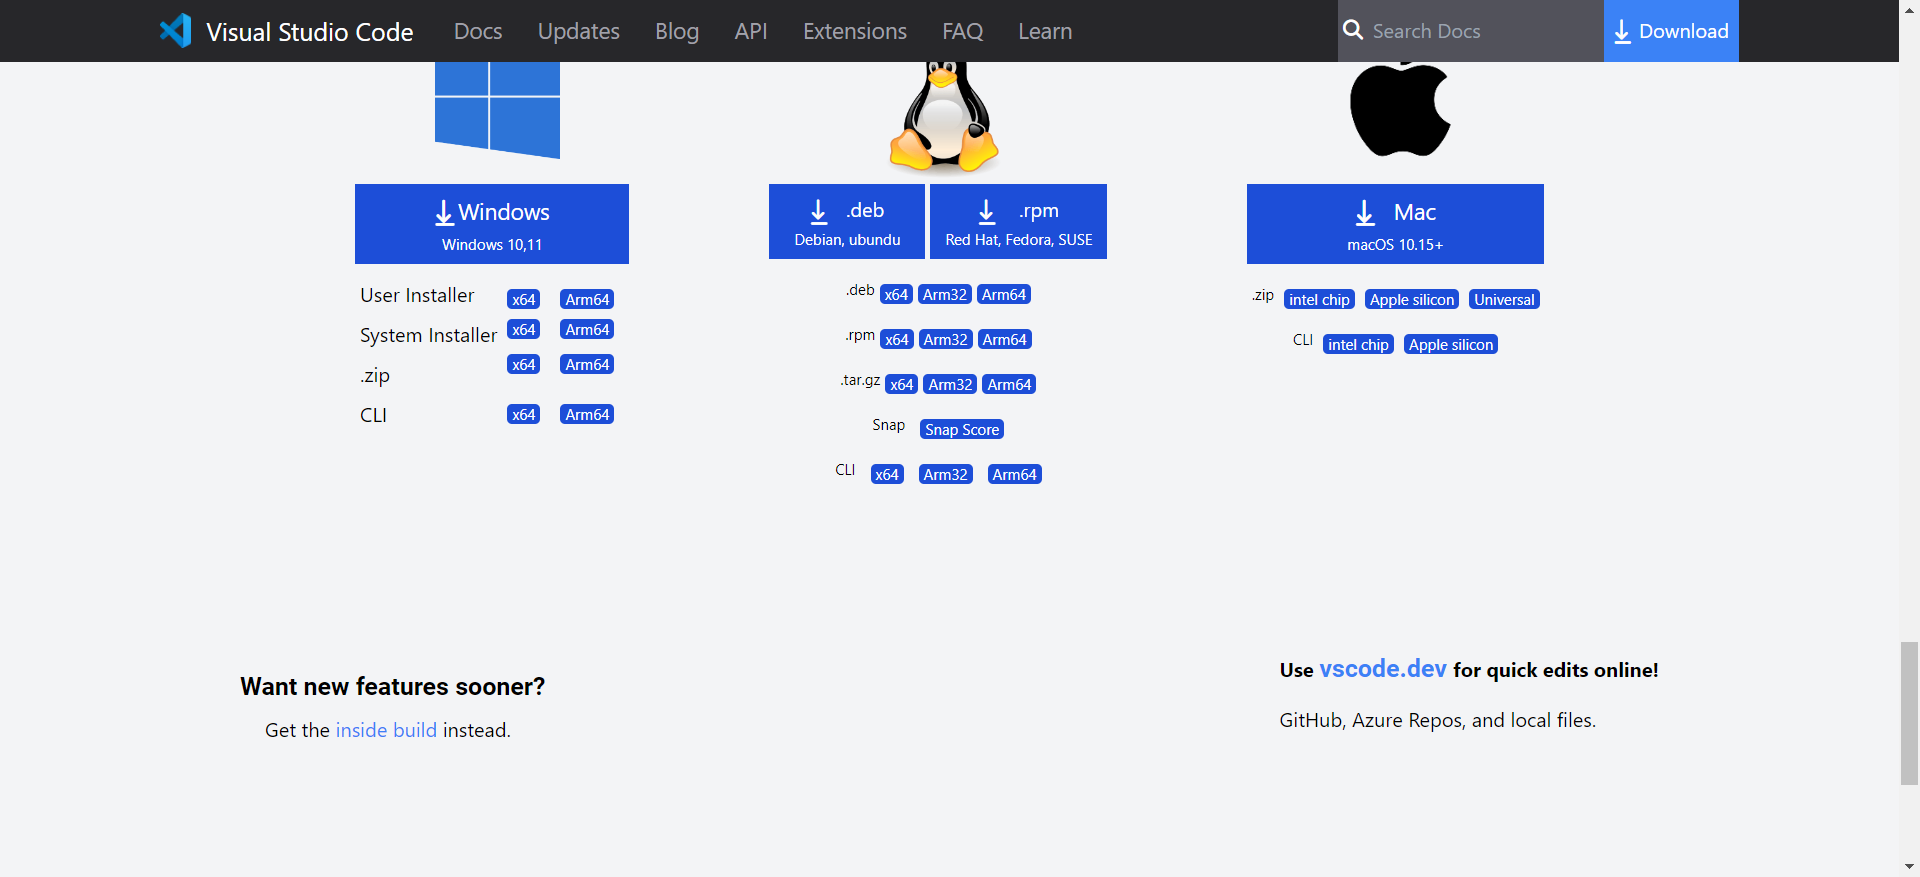 Visual Studio Code Docs Updates Blog API Extensions FAQ Learn Search Docs Download
Windows
Windows 10,11
User Installer x64 Arm64
System Installer x64 Arm64
.zip x64 Arm64
CLI x64 Arm64
.deb
Debian, ubundu
.rpm
Red Hat, Fedora, SUSE
.deb x64 Arm32 Arm64
.rpm x64 Arm32 Arm64
.tar.gz x64 Arm32 Arm64
Snap Snap Score
CLI x64 Arm32 Arm64
Mac
macOS 10.15+
.zip intel chip Apple silicon Universal
CLI intel chip Apple silicon
Want new features sooner?
Get the inside build instead.
Use vscode.dev for quick edits online!
GitHub, Azure Repos, and local files.